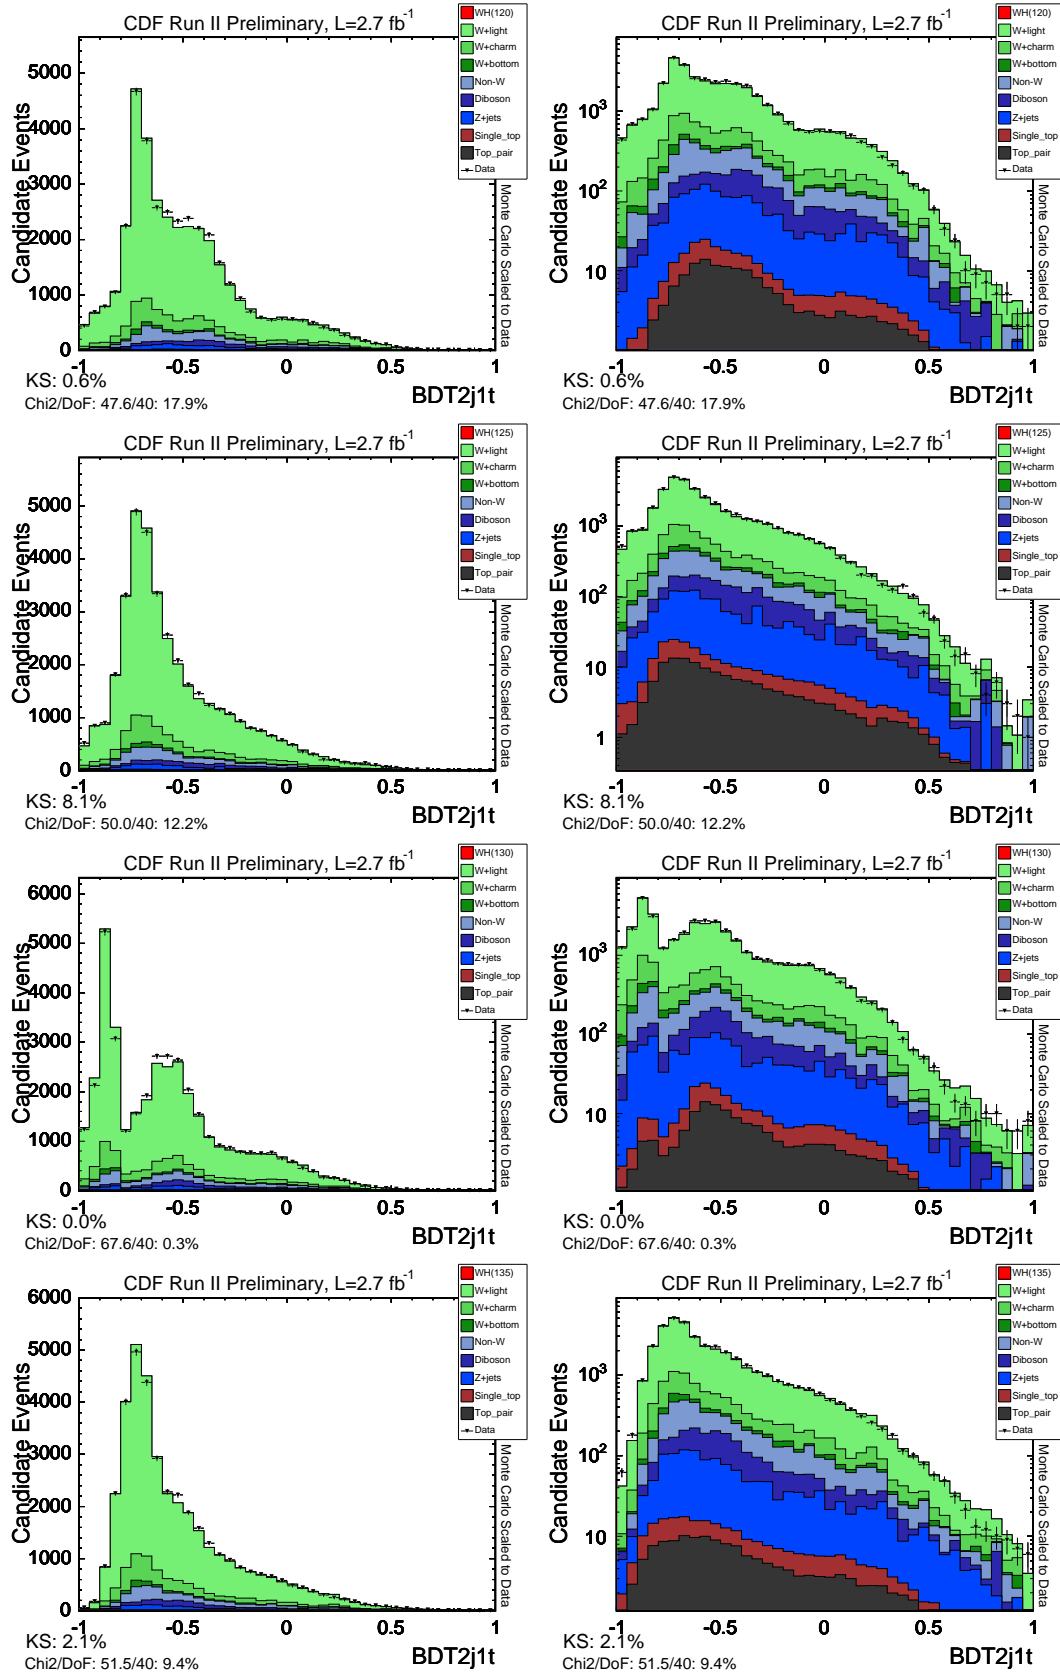 CDF Run II Preliminary, L=2.7 fb-1
WH(120)
W+light
W+charm
W+bottom
Non-W
Diboson
Z+jets
Single_top
Top_pair
Data
Candidate Events
5000
4000
3000
2000
1000
0
-1 -0.5 0 0.5 1
BDT2j1t
Monte Carlo Scaled to Data
KS: 0.6%
Chi2/DoF: 47.6/40: 17.9%
CDF Run II Preliminary, L=2.7 fb-1
WH(120)
W+light
W+charm
W+bottom
Non-W
Diboson
Z+jets
Single_top
Top_pair
Data
Candidate Events
10^3
10^2
10
-1 -0.5 0 0.5 1
BDT2j1t
Monte Carlo Scaled to Data
KS: 0.6%
Chi2/DoF: 47.6/40: 17.9%
CDF Run II Preliminary, L=2.7 fb-1
WH(125)
W+light
W+charm
W+bottom
Non-W
Diboson
Z+jets
Single_top
Top_pair
Data
Candidate Events
5000
4000
3000
2000
1000
0
-1 -0.5 0 0.5 1
BDT2j1t
Monte Carlo Scaled to Data
KS: 8.1%
Chi2/DoF: 50.0/40: 12.2%
CDF Run II Preliminary, L=2.7 fb-1
WH(125)
W+light
W+charm
W+bottom
Non-W
Diboson
Z+jets
Single_top
Top_pair
Data
Candidate Events
10^3
10^2
10
1
-1 -0.5 0 0.5 1
BDT2j1t
Monte Carlo Scaled to Data
KS: 8.1%
Chi2/DoF: 50.0/40: 12.2%
CDF Run II Preliminary, L=2.7 fb-1
WH(130)
W+light
W+charm
W+bottom
Non-W
Diboson
Z+jets
Single_top
Top_pair
Data
Candidate Events
6000
5000
4000
3000
2000
1000
0
-1 -0.5 0 0.5 1
BDT2j1t
Monte Carlo Scaled to Data
KS: 0.0%
Chi2/DoF: 67.6/40: 0.3%
CDF Run II Preliminary, L=2.7 fb-1
WH(130)
W+light
W+charm
W+bottom
Non-W
Diboson
Z+jets
Single_top
Top_pair
Data
Candidate Events
10^3
10^2
10
-1 -0.5 0 0.5 1
BDT2j1t
Monte Carlo Scaled to Data
KS: 0.0%
Chi2/DoF: 67.6/40: 0.3%
CDF Run II Preliminary, L=2.7 fb-1
WH(135)
W+light
W+charm
W+bottom
Non-W
Diboson
Z+jets
Single_top
Top_pair
Data
Candidate Events
6000
5000
4000
3000
2000
1000
0
-1 -0.5 0 0.5 1
BDT2j1t
Monte Carlo Scaled to Data
KS: 2.1%
Chi2/DoF: 51.5/40: 9.4%
CDF Run II Preliminary, L=2.7 fb-1
WH(135)
W+light
W+charm
W+bottom
Non-W
Diboson
Z+jets
Single_top
Top_pair
Data
Candidate Events
10^3
10^2
10
-1 -0.5 0 0.5 1
BDT2j1t
Monte Carlo Scaled to Data
KS: 2.1%
Chi2/DoF: 51.5/40: 9.4%